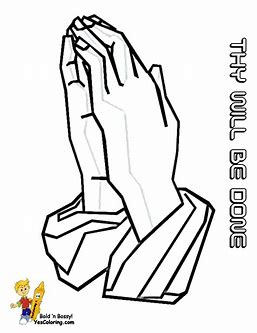 THY WILL BE DONE
Bold 'n Bossy!
YesColoring.com